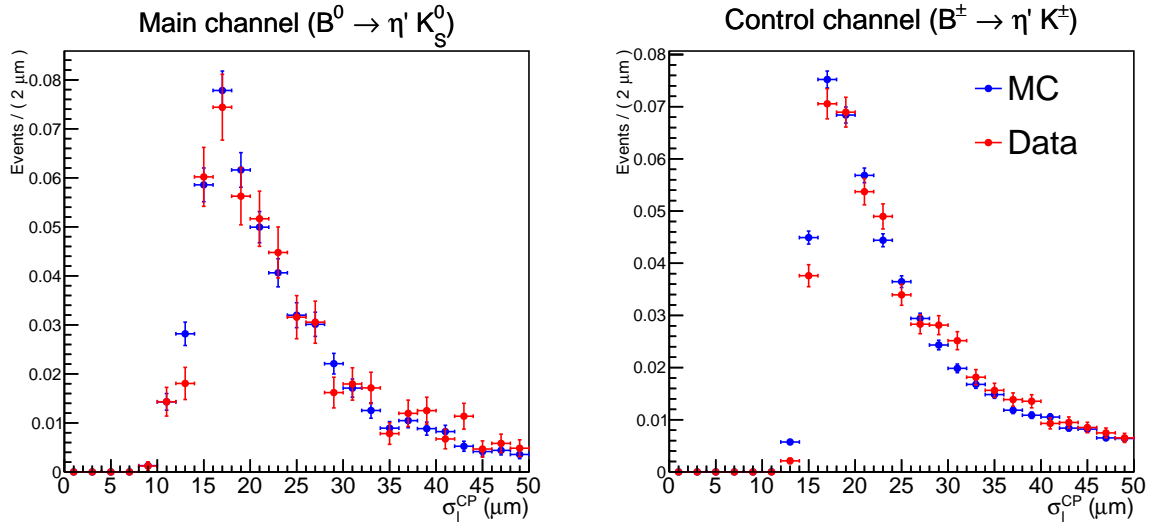 Main channel (B⁰ → η' K⁰_S)
Events / ( 2 μm)
0.08
0.07
0.06
0.05
0.04
0.03
0.02
0.01
0
0 5 10 15 20 25 30 35 40 45 50
σ_l^CP (μm)
Control channel (B± → η' K±)
Events / ( 2 μm)
0.08
0.07
0.06
0.05
0.04
0.03
0.02
0.01
0
MC
Data
0 5 10 15 20 25 30 35 40 45 50
σ_l^CP (μm)